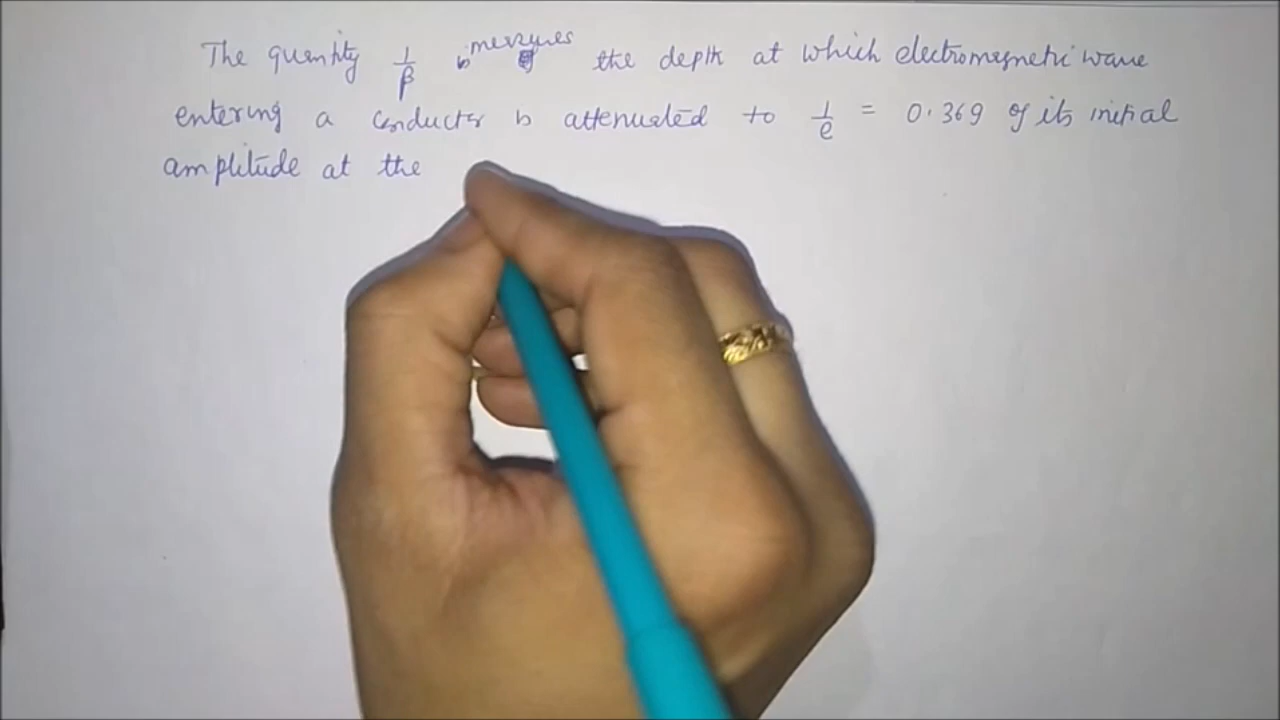 The quantity 1/β is measures the depth at which electromagnetic wave
entering a conductor is attenuated to 1/e = 0.369 of its initial
amplitude at the